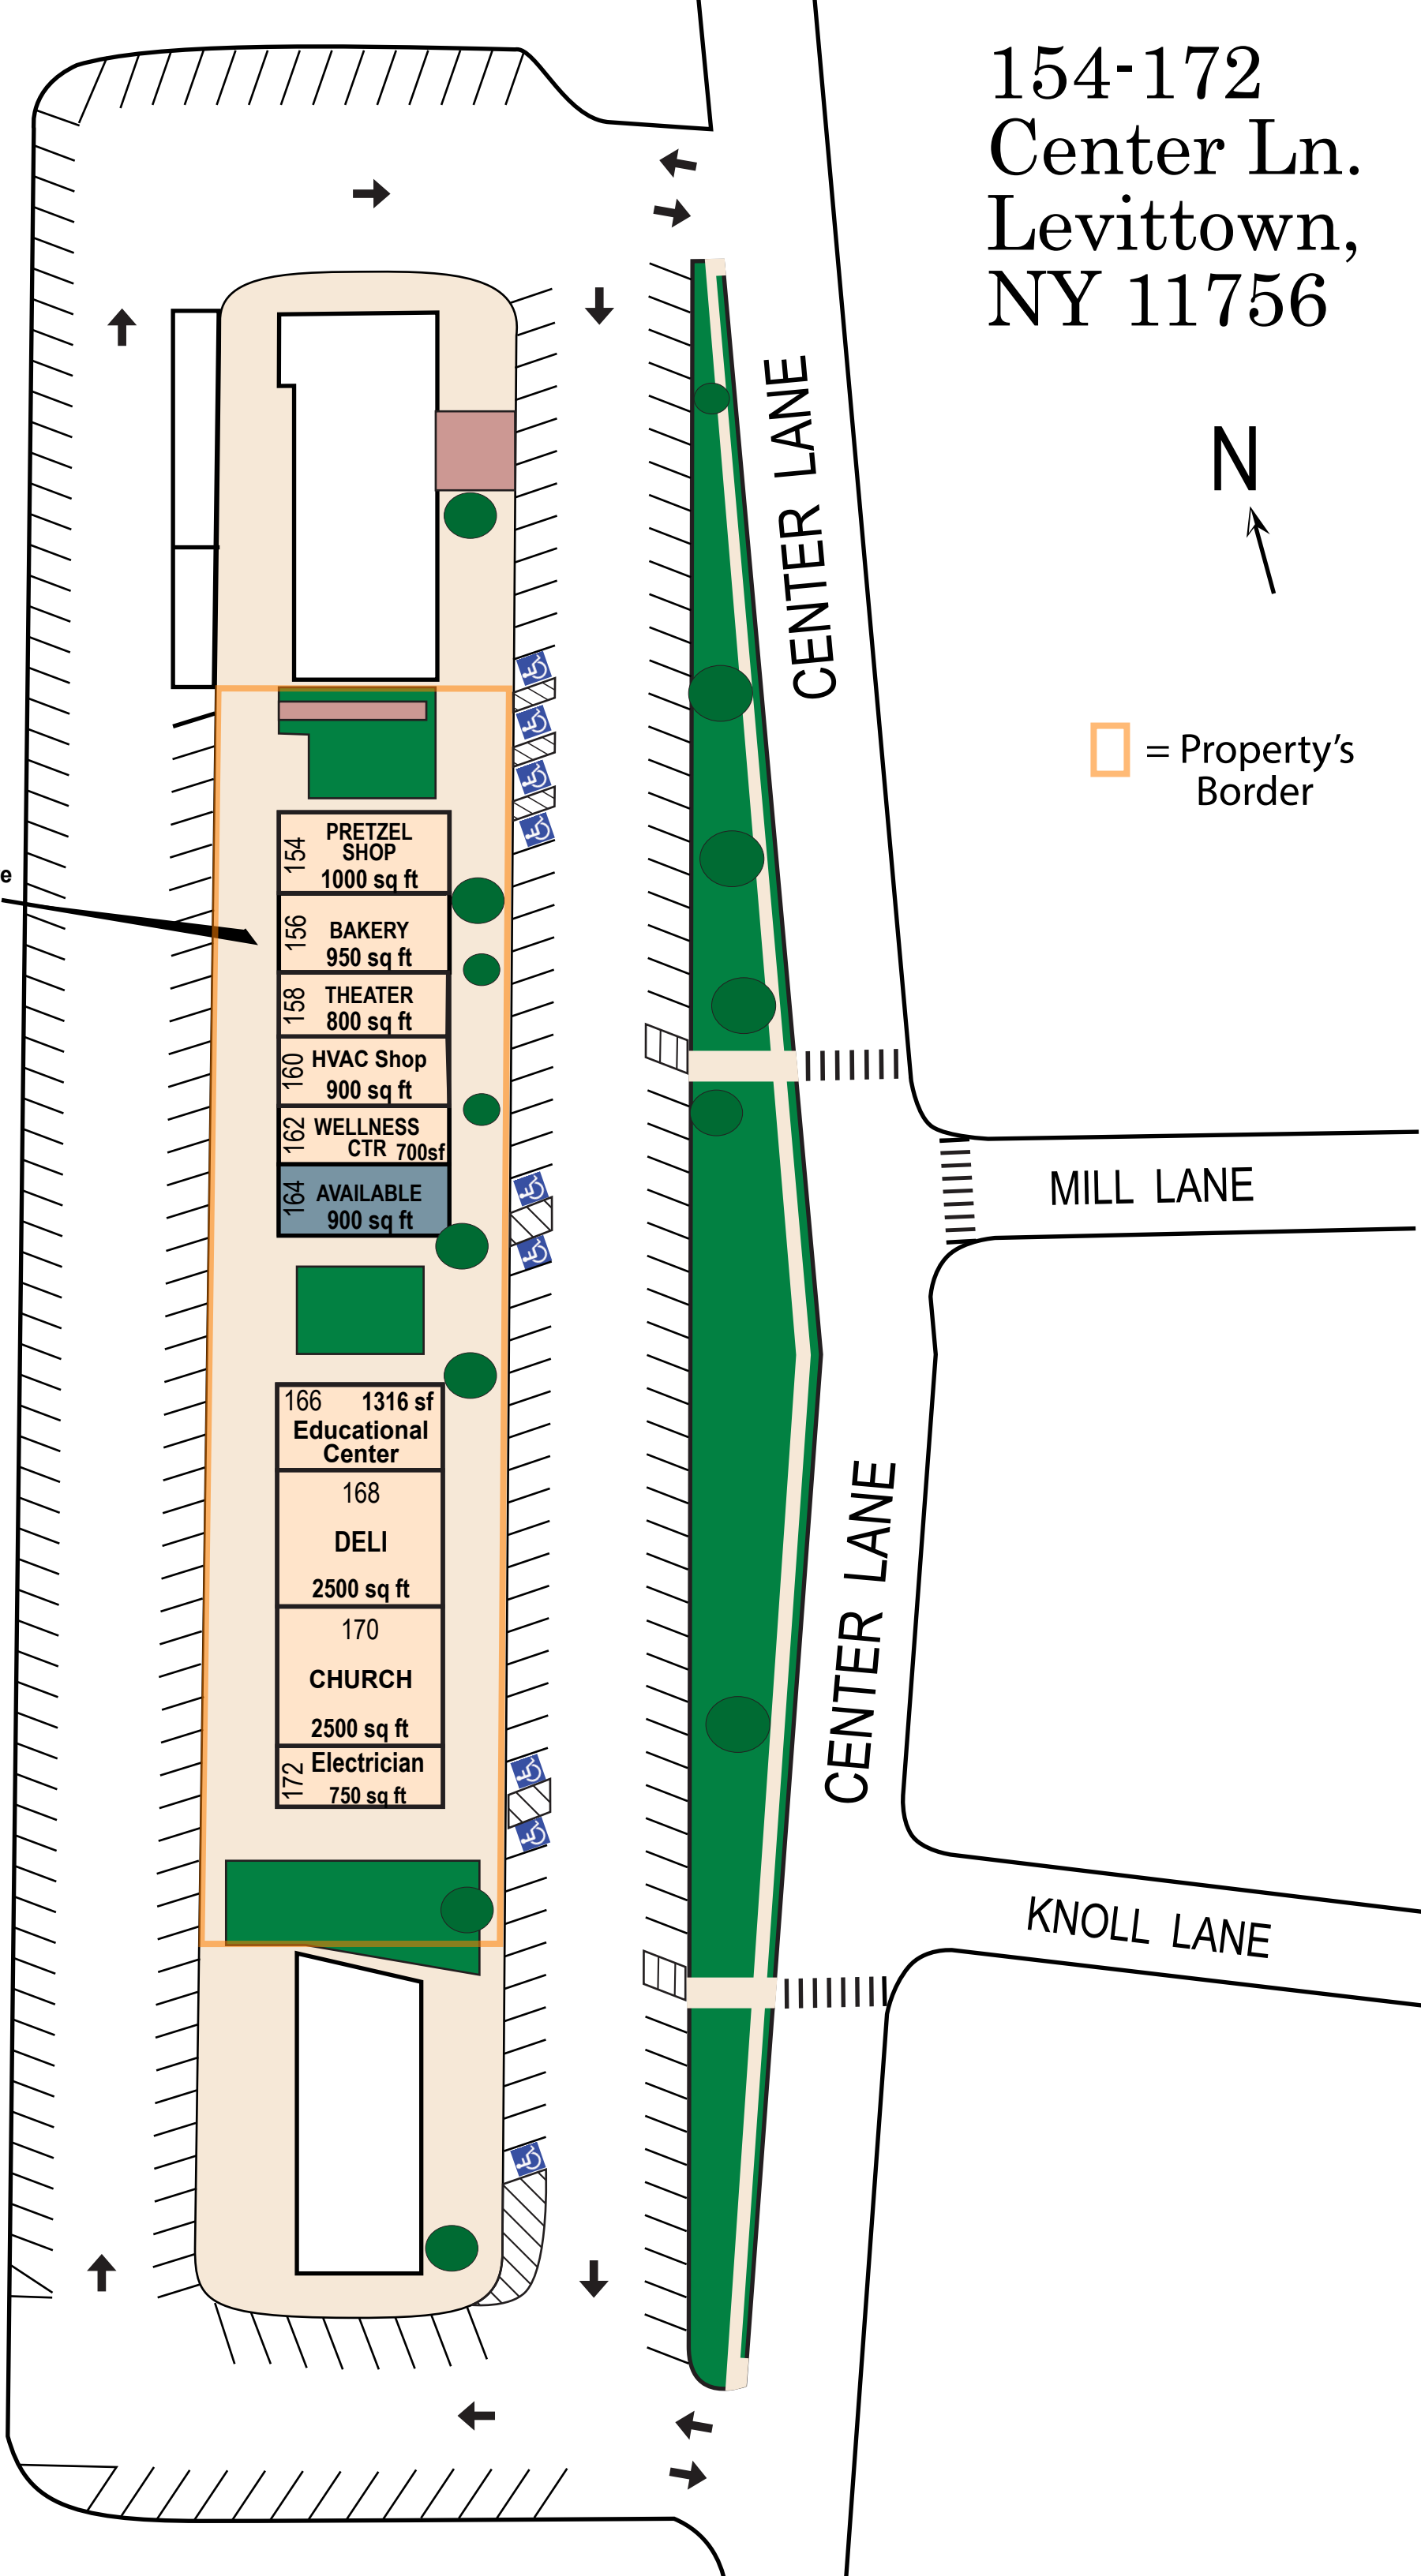 154-172
Center Ln.
Levittown,
NY 11756
CENTER LANE
N
= Property's
Border
e
154
PRETZEL
SHOP
1000 sq ft
156
BAKERY
950 sq ft
158
THEATER
800 sq ft
160
HVAC Shop
900 sq ft
162
WELLNESS
CTR 700sf
164
AVAILABLE
900 sq ft
MILL LANE
166 1316 sf
Educational
Center
168
DELI
2500 sq ft
170
CHURCH
2500 sq ft
172
Electrician
750 sq ft
CENTER LANE
KNOLL LANE